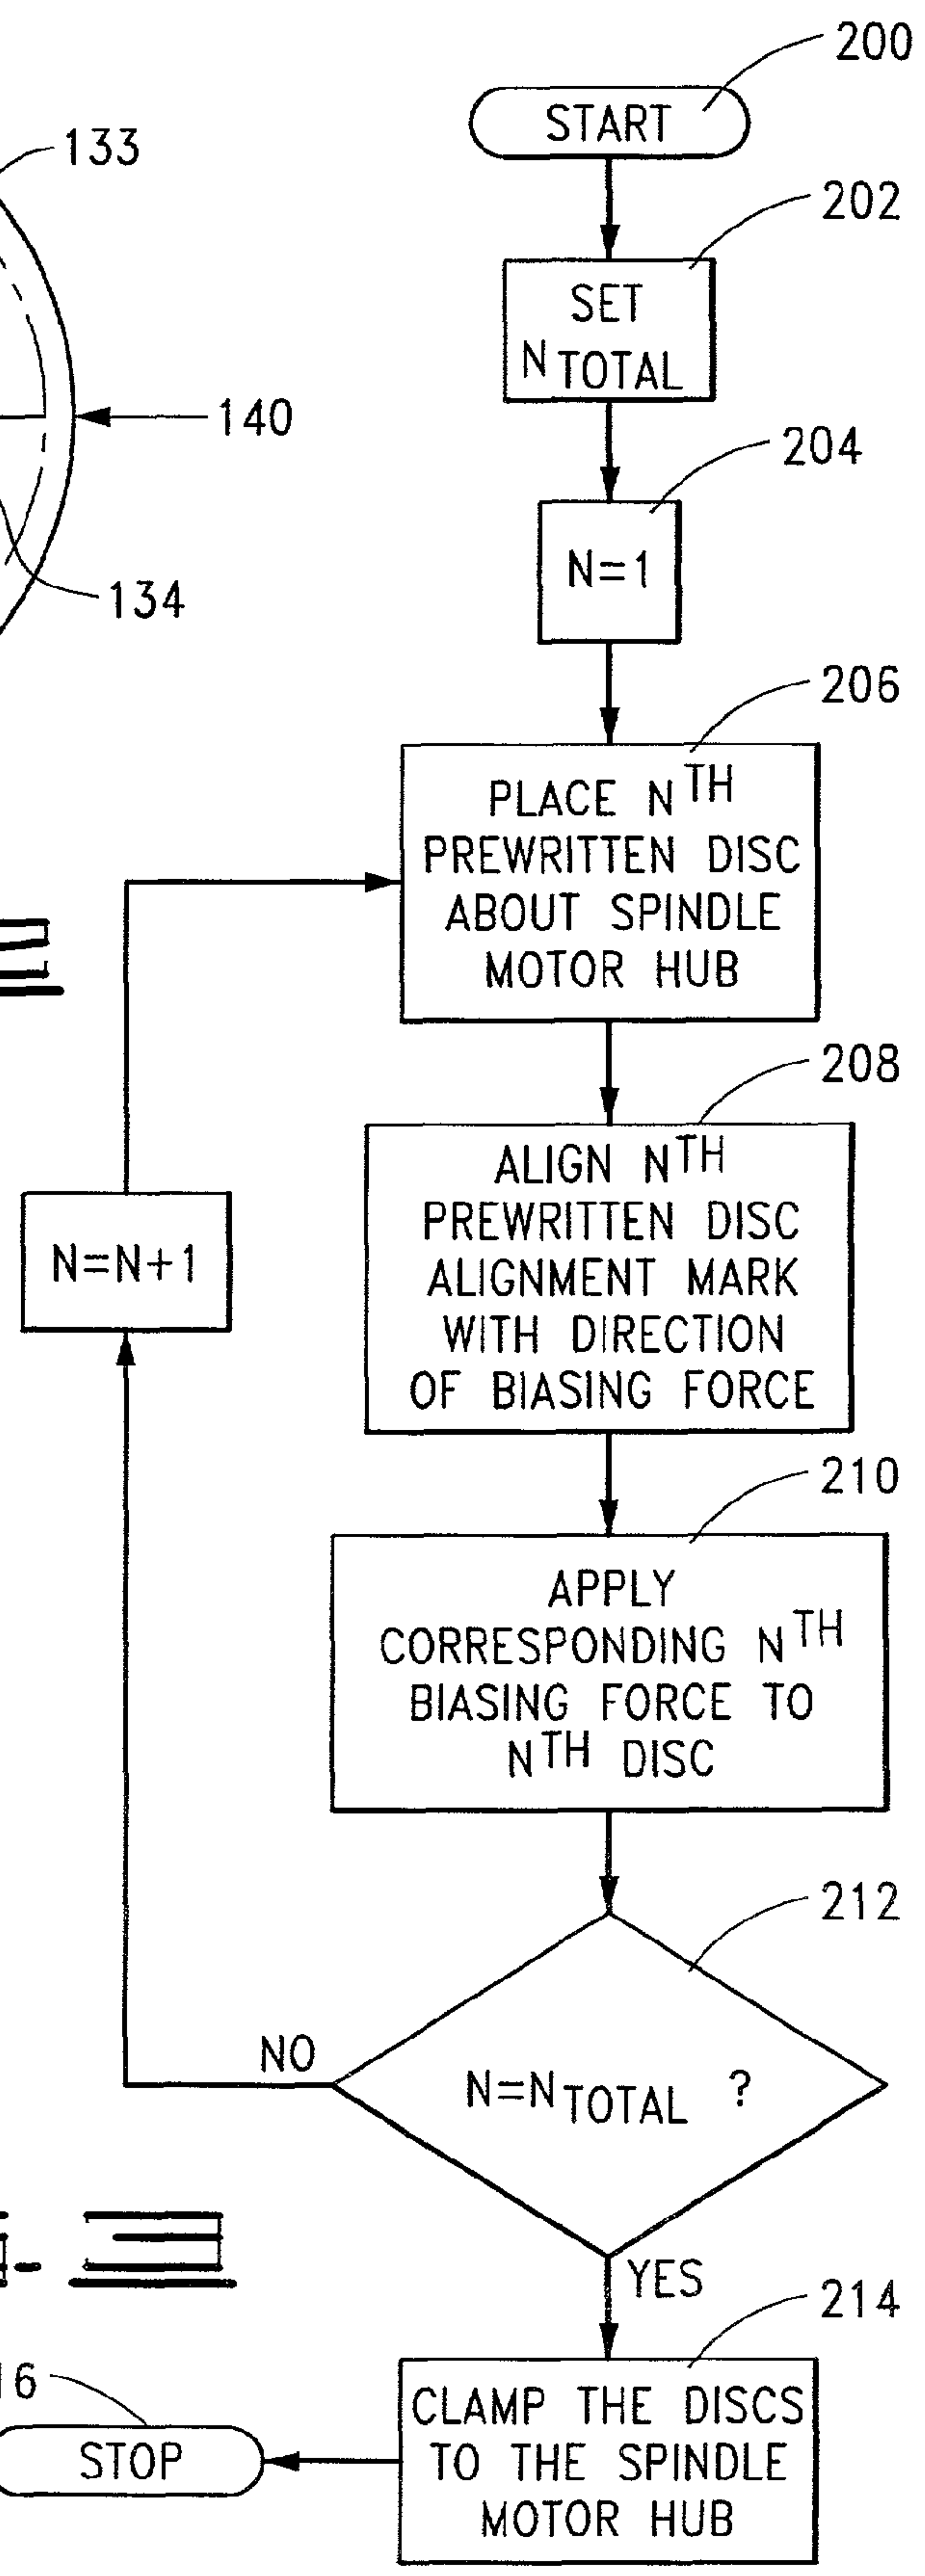 200
START
133
202
SET
N TOTAL
140
204
N=1
134
206
PLACE N TH
PREWRITTEN DISC
ABOUT SPINDLE
MOTOR HUB
208
ALIGN N TH
PREWRITTEN DISC
ALIGNMENT MARK
WITH DIRECTION
OF BIASING FORCE
N=N+1
210
APPLY
CORRESPONDING N TH
BIASING FORCE TO
N TH DISC
212
NO
N=N TOTAL ?
YES
214
16
CLAMP THE DISCS
TO THE SPINDLE
MOTOR HUB
STOP